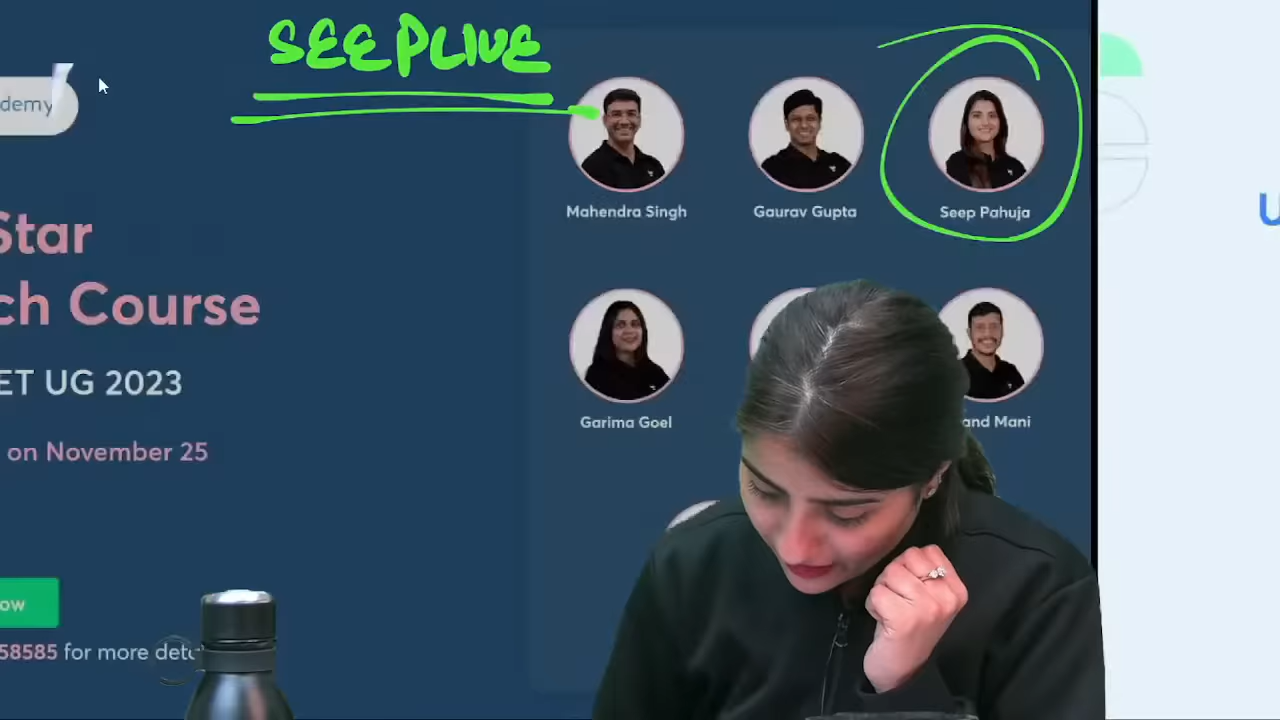 SEEPLIVE
demy
Mahendra Singh
Gaurav Gupta
Seep Pahuja
Star
ch Course
ET UG 2023
on November 25
Garima Goel
and Mani
ow
58585 for more deta
U